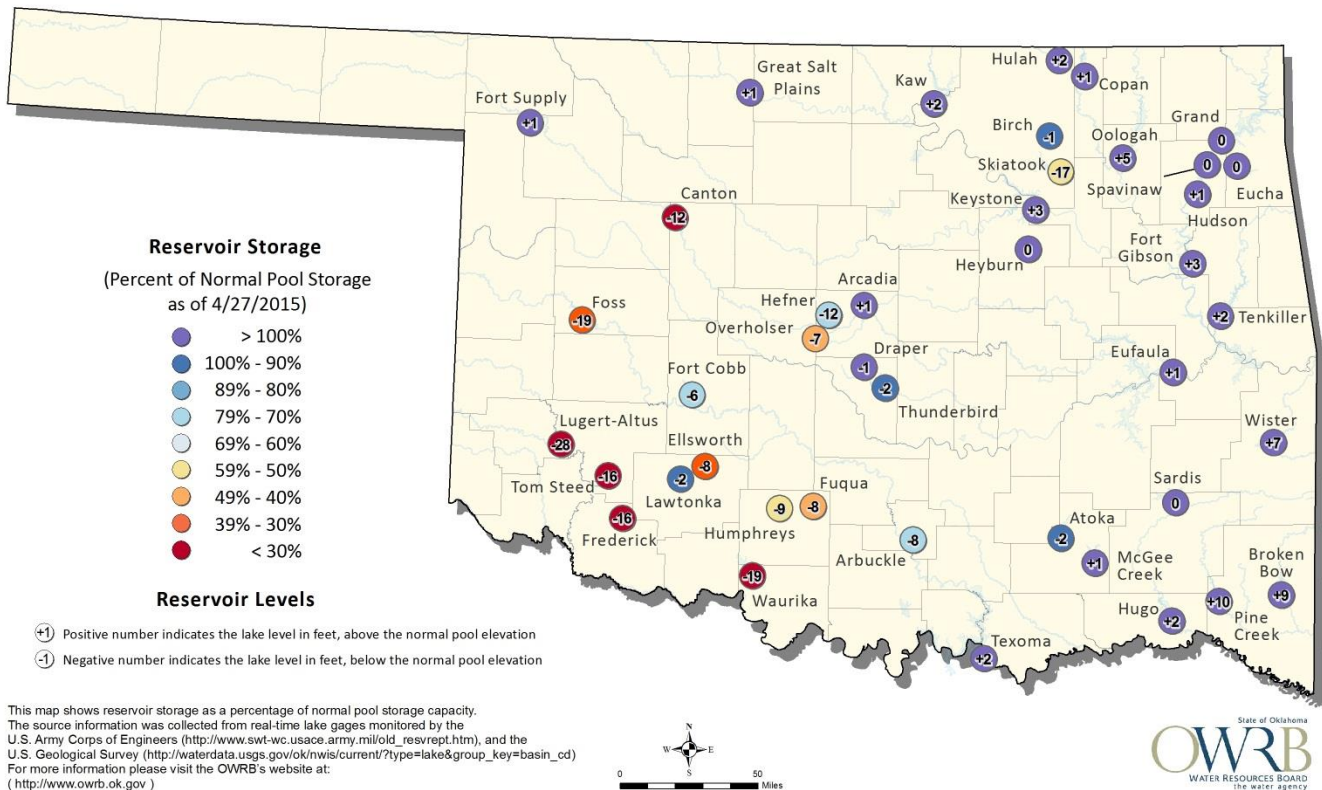 Hulah
+2
+1
Copan
Great Salt
Plains
+1
Kaw
+2
Fort Supply
+1
Grand
0
Birch
-1
Oologah
+5
0
0
Skiatook
-17
Spavinaw
Eucha
Canton
-12
Keystone
+3
+1
Hudson
Heyburn
0
Fort
Gibson
+3
Reservoir Storage
(Percent of Normal Pool Storage
as of 4/27/2015)
> 100%
100% - 90%
89% - 80%
79% - 70%
69% - 60%
59% - 50%
49% - 40%
39% - 30%
< 30%
Foss
-19
Arcadia
+1
Hefner
-12
Overholser
-7
+2
Tenkiller
Draper
-1
Eufaula
+1
Fort Cobb
-6
-2
Thunderbird
Lugert-Altus
-28
Wister
+7
Ellsworth
-8
Tom Steed
-16
-2
Lawtonka
Fuqua
-8
Sardis
0
-16
Frederick
-9
Humphreys
-8
Arbuckle
Atoka
-2
+1
McGee
Creek
Broken
Bow
+9
-19
Waurika
Hugo
+2
+10
Pine
Creek
Texoma
+2
Reservoir Levels
+1 Positive number indicates the lake level in feet, above the normal pool elevation
-1 Negative number indicates the lake level in feet, below the normal pool elevation
This map shows reservoir storage as a percentage of normal pool storage capacity.
The source information was collected from real-time lake gages monitored by the
U.S. Army Corps of Engineers (http://www.swt-wc.usace.army.mil/old_resvrept.htm), and the
U.S. Geological Survey (http://waterdata.usgs.gov/ok/nwis/current/?type=lake&group_key=basin_cd)
For more information please visit the OWRB's website at:
( http://www.owrb.ok.gov )
N
W E
S
0 50
Miles
State of Oklahoma
OWRB
WATER RESOURCES BOARD
the water agency